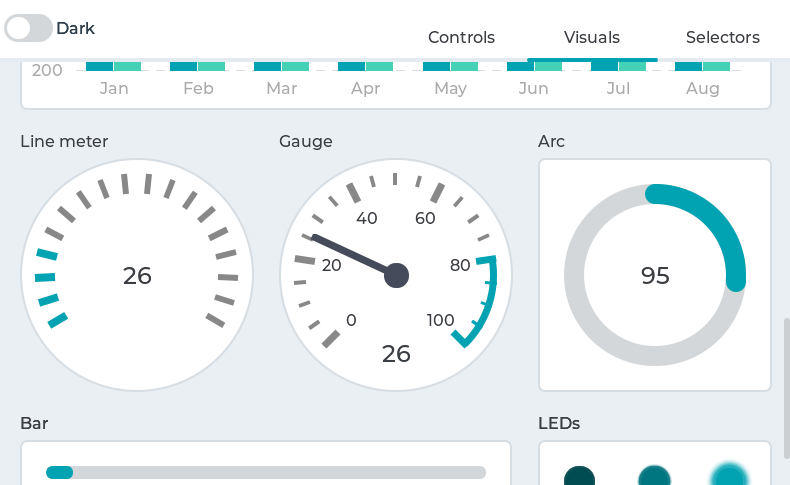 Dark
Controls Visuals Selectors
200
Jan Feb Mar Apr May Jun Jul Aug
Line meter Gauge Arc
26
0 20 40 60 80 100
26
95
Bar LEDs